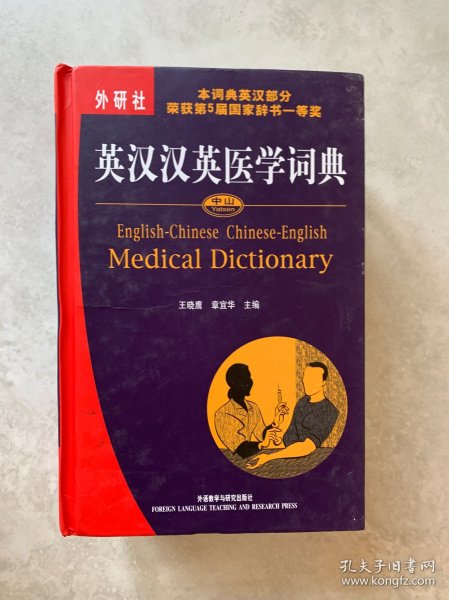 外研社
本词典英汉部分
荣获第5届国家辞书一等奖
英汉汉英医学词典
中山
Yatsen
English-Chinese Chinese-English
Medical Dictionary
王晓鹰 章宜华 主编
外语教学与研究出版社
FOREIGN LANGUAGE TEACHING AND RESEARCH PRESS
孔夫子旧书网
www.kongfz.com